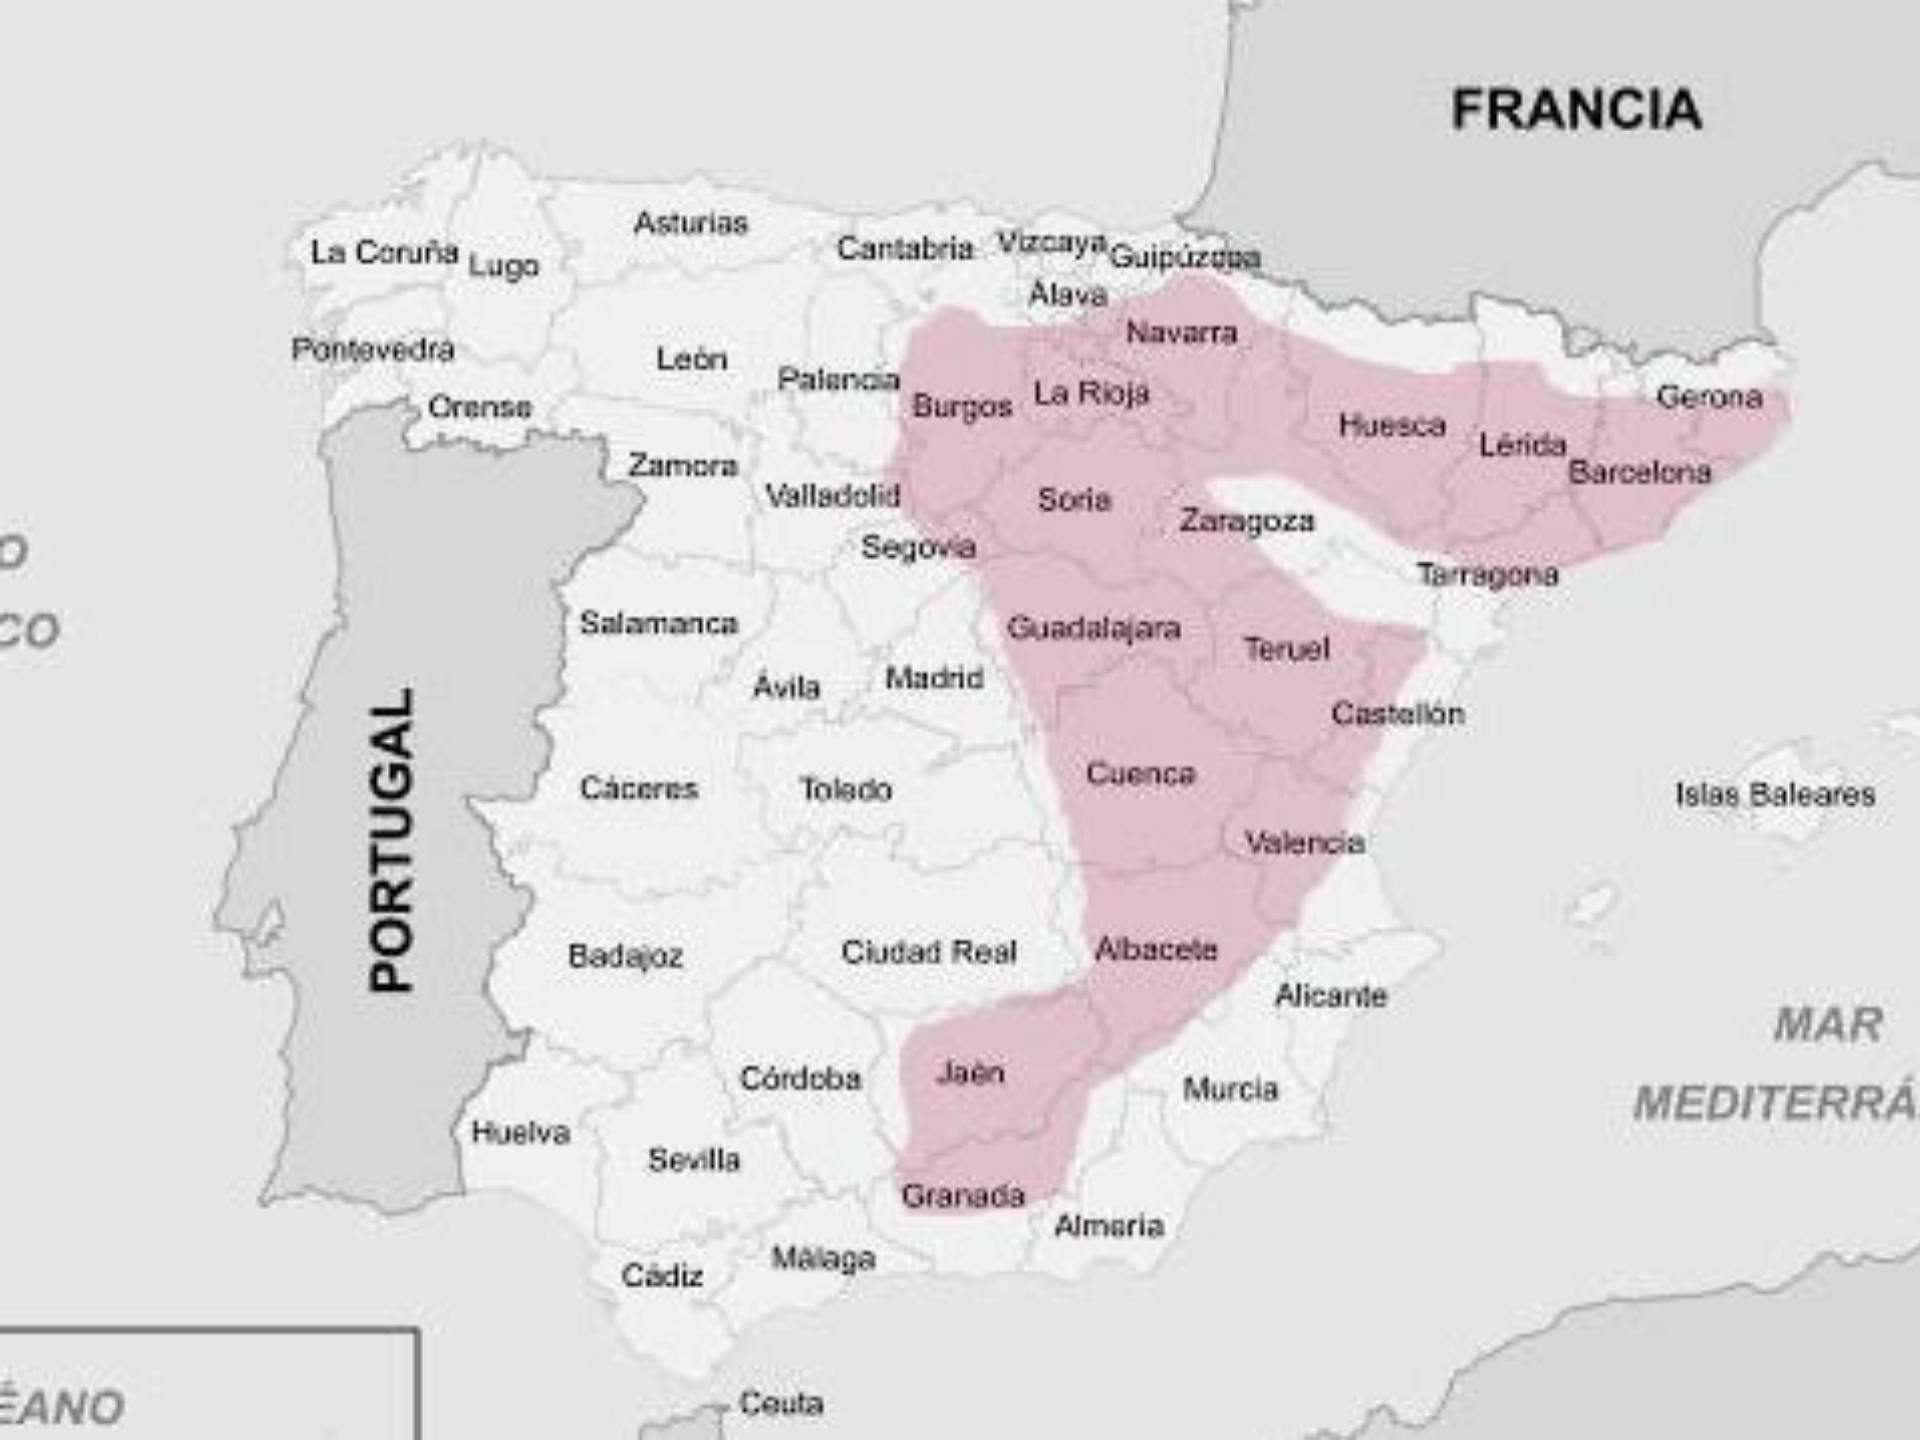 FRANCIA
Asturias
Cantabria
Vizcaya
Guipúzcoa
La Coruña
Lugo
Álava
Navarra
Pontevedra
León
Palencia
Burgos
La Rioja
Orense
Huesca
Gerona
Lérida
Zamora
Barcelona
Valladolid
Soria
Zaragoza
Segovia
O
CO
Tarragona
Salamanca
Guadalajara
Teruel
Ávila
Madrid
Castellón
PORTUGAL
Cáceres
Toledo
Cuenca
Islas Baleares
Valencia
Badajoz
Ciudad Real
Albacete
Alicante
MAR
MEDITERRÁ
Córdoba
Jaén
Murcia
Huelva
Sevilla
Granada
Almería
Málaga
Cádiz
Ceuta
ÉANO